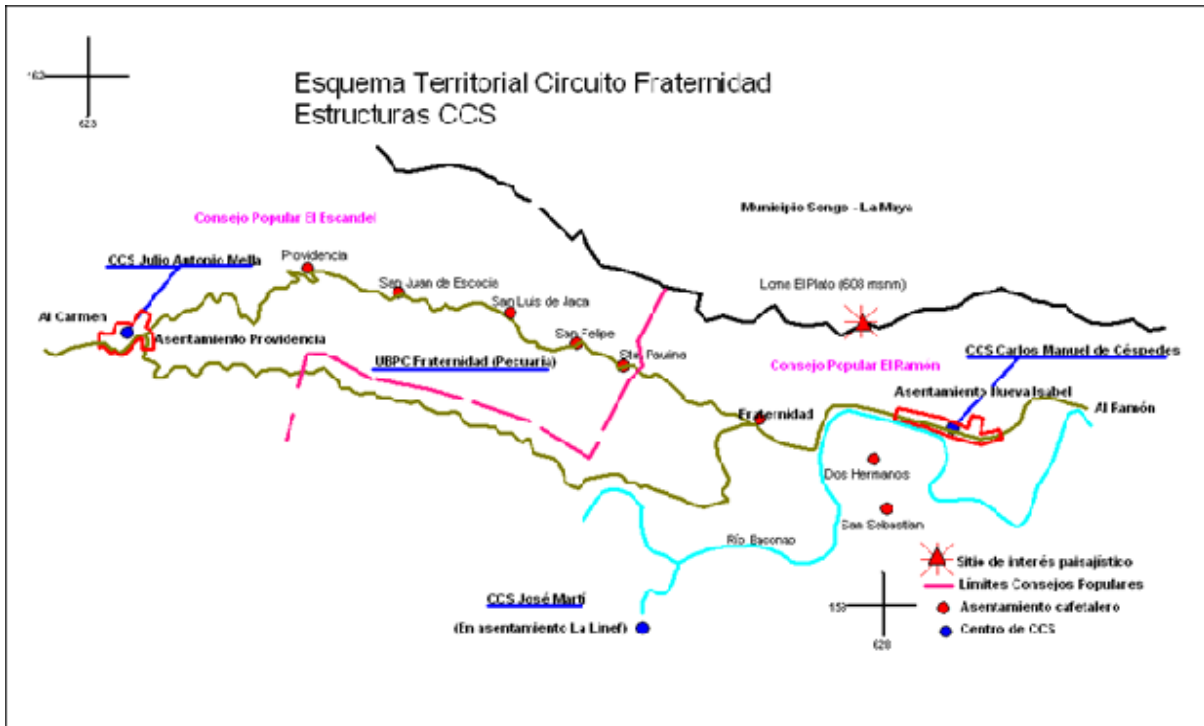 Esquema Territorial Circuito Fraternidad
Estructuras CCS
163
623
Municipio Songo - La Maya
Consejo Popular El Escandel
CCS Julio Antonio Mella
Providencia
San Juan de Escocia
Loma El Plato (608 msnm)
San Luis de Jaca
Al Carmen
Asentamiento Providencia
San Felipe
CCS Carlos Manuel de Céspedes
UBPC Fraternidad (Pecuaria)
Consejo Popular El Ramón
Asentamiento Nueva Isabel
Al Ramón
Fraternidad
Dos Hermanos
San Sebastian
Río Baconao
Sitio de interés paisajístico
Límites Consejos Populares
CCS José Martí
Asentamiento cafetalero
(En asentamiento La Linef)
Centro de CCS
628